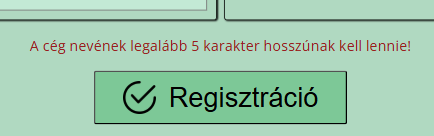 A cég nevének legalább 5 karakter hosszúnak kell lennie!
Regisztráció